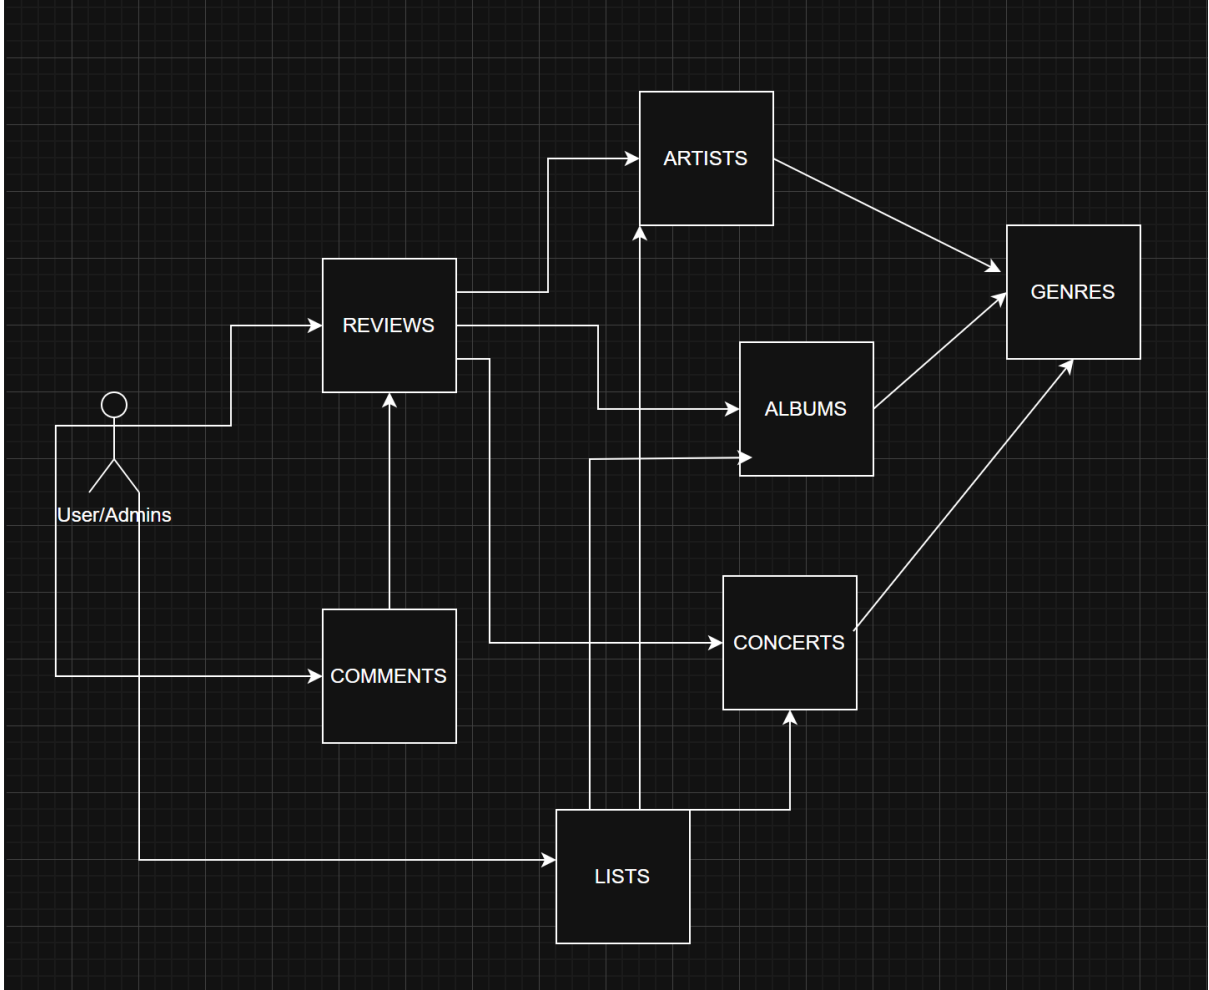 ARTISTS
GENRES
REVIEWS
ALBUMS
User/Admins
CONCERTS
COMMENTS
LISTS